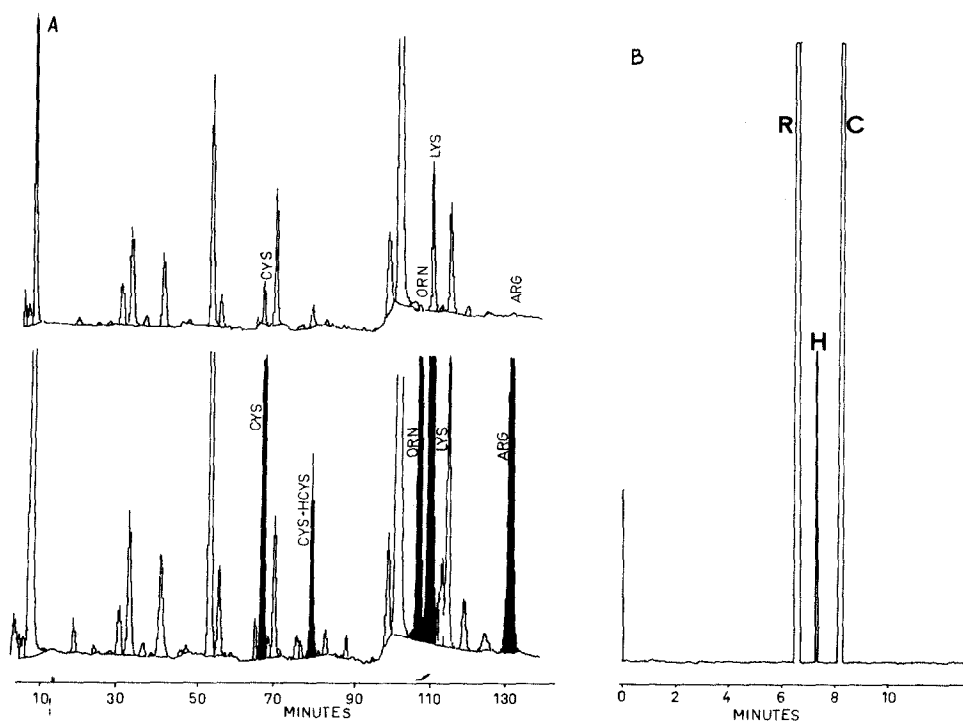 A
CYS
ORN
LYS
ARG
CYS
CYS-HCYS
ORN
LYS
ARG
10 30 50 70 90 110 130
MINUTES
B
R
H
C
0 2 4 6 8 10
MINUTES